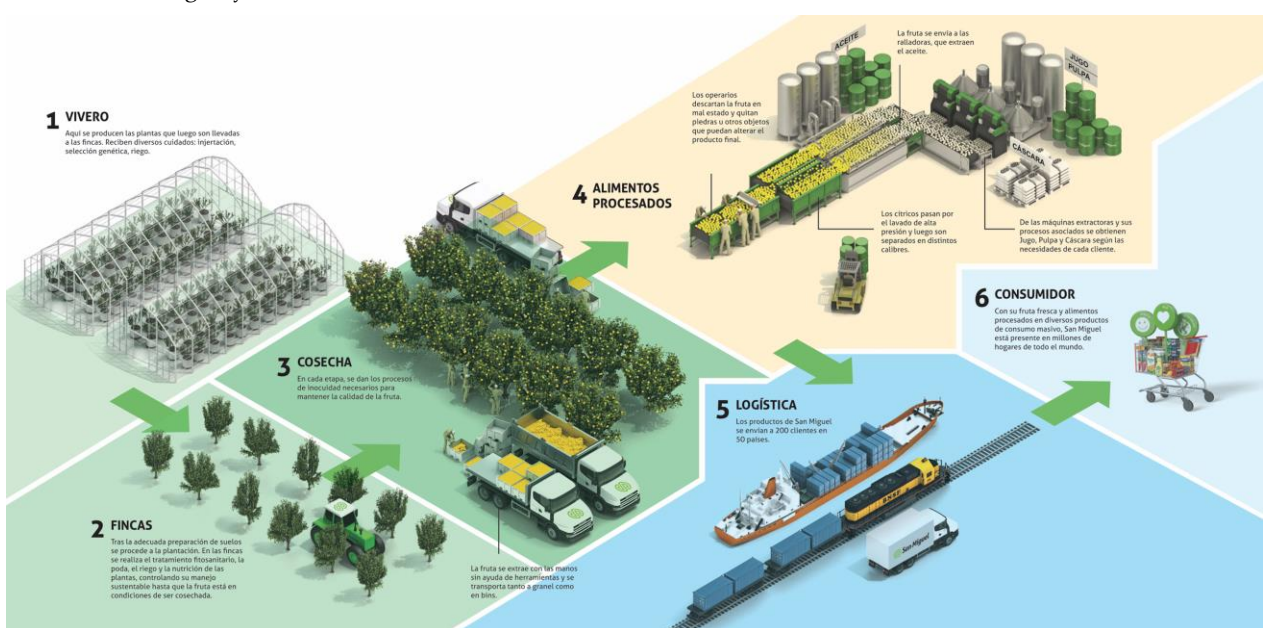 1 VIVERO
Aquí se producen las plantas que luego son llevadas
a las fincas. Reciben diversos cuidados: injertación,
selección genética, riego.
2 FINCAS
Tras la adecuada preparación de suelos
se procede a la plantación. En las fincas
se realiza el tratamiento fitosanitario, la
poda, el riego y la nutrición de las
plantas, controlando su manejo
sustentable hasta que la fruta está en
condiciones de ser cosechada.
3 COSECHA
En cada etapa, se dan los procesos
de inocuidad necesarios para
mantener la calidad de la fruta.
La fruta se extrae con las manos
sin ayuda de herramientas y se
transporta tanto a granel como
en bins.
4 ALIMENTOS
PROCESADOS
Los operarios
descartan la fruta en
mal estado y quitan
piedras u otros objetos
que puedan alterar el
producto final.
ACEITE
La fruta se envía a las
ralladoras, que extraen
el aceite.
JUGO
PULPA
CÁSCARA
Los cítricos pasan por
el lavado de alta
presión y luego son
separados en distintos
calibres.
De las máquinas extractoras y sus
procesos asociados se obtienen
Jugo, Pulpa y Cáscara según las
necesidades de cada cliente.
5 LOGÍSTICA
Los productos de San Miguel
se envían a 200 clientes en
50 países.
BNSF
San Miguel
6 CONSUMIDOR
Con su fruta fresca y alimentos
procesados en diversos productos
de consumo masivo, San Miguel
está presente en millones de
hogares de todo el mundo.